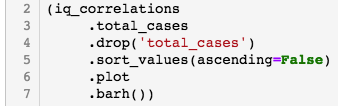 2 (iq_correlations
3     .total_cases
4     .drop('total_cases')
5     .sort_values(ascending=False)
6     .plot
7     .barh())